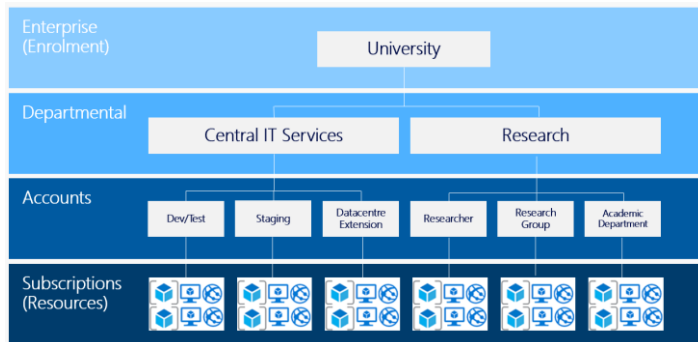 Enterprise
(Enrolment)
University
Departmental
Central IT Services
Research
Accounts
Dev/Test
Staging
Datacentre
Extension
Researcher
Research
Group
Academic
Department
Subscriptions
(Resources)